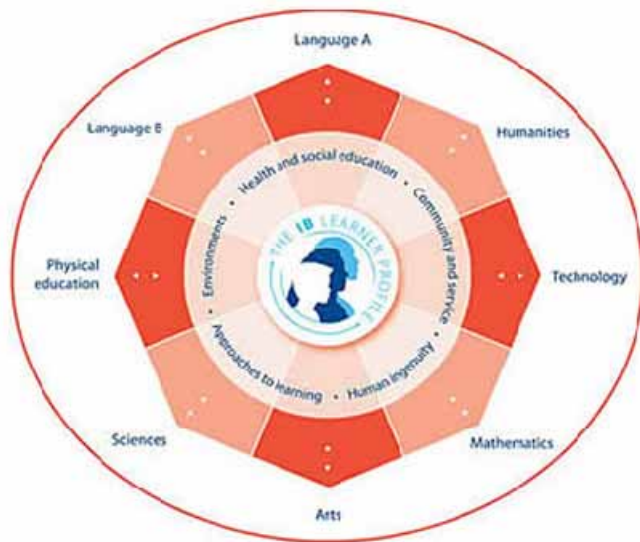 Language A
Language B
Humanities
Physical
education
Technology
Sciences
Mathematics
Arts
Health and social education • Community and service • Human ingenuity • Approaches to learning • Environments •
THE IB LEARNER PROFILE